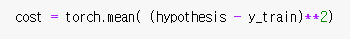 cost = torch.mean( (hypothesis - y_train)**2)